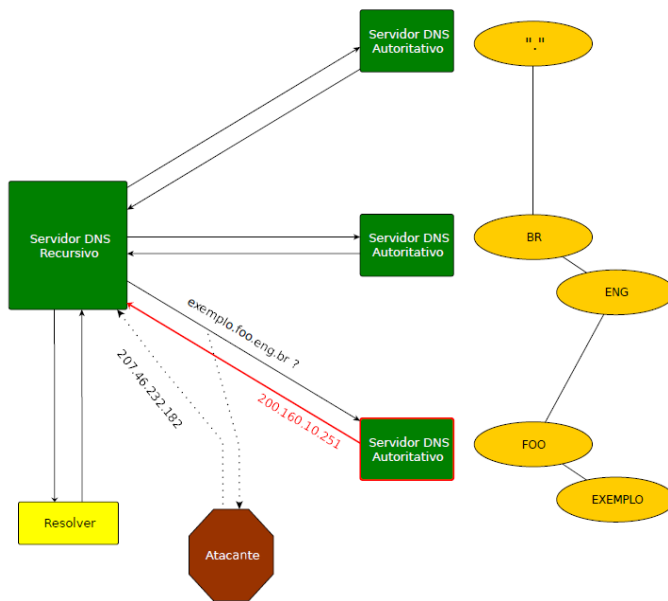 Servidor DNS
Autoritativo
"."
Servidor DNS
Recursivo
Servidor DNS
Autoritativo
BR
ENG
exemplo.foo.eng.br ?
207.46.232.182
200.160.10.251
Servidor DNS
Autoritativo
FOO
EXEMPLO
Resolver
Atacante